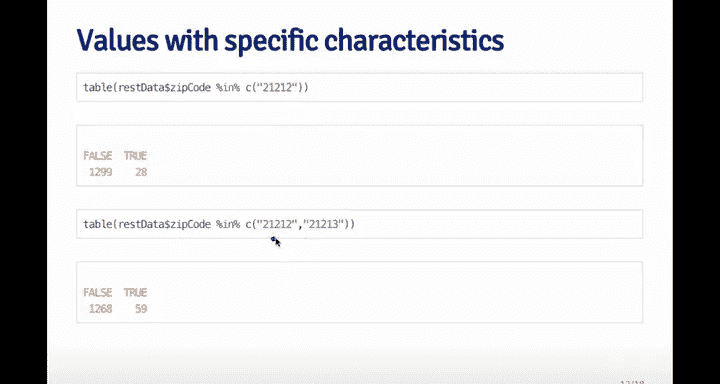 Values with specific characteristics
table(restData$zipCode %in% c("21212"))
FALSE TRUE
1299 28
table(restData$zipCode %in% c("21212","21213"))
FALSE TRUE
1268 59